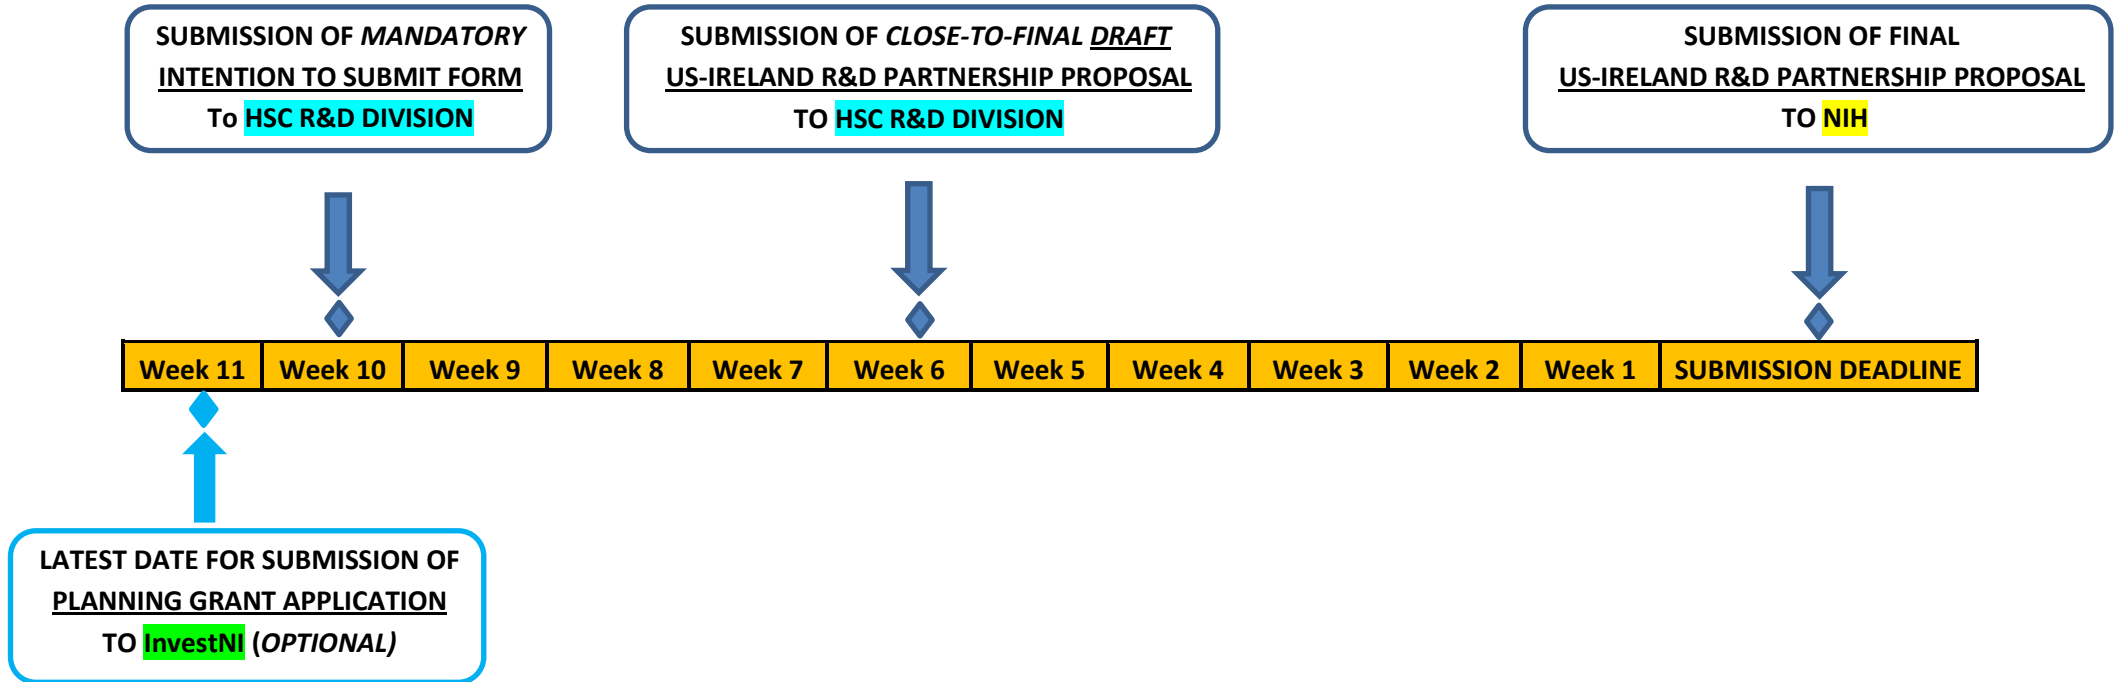 SUBMISSION OF MANDATORY
INTENTION TO SUBMIT FORM
To HSC R&D DIVISION
SUBMISSION OF CLOSE-TO-FINAL DRAFT
US-IRELAND R&D PARTNERSHIP PROPOSAL
TO HSC R&D DIVISION
SUBMISSION OF FINAL
US-IRELAND R&D PARTNERSHIP PROPOSAL
TO NIH
Week 11 Week 10 Week 9 Week 8 Week 7 Week 6 Week 5 Week 4 Week 3 Week 2 Week 1 SUBMISSION DEADLINE
LATEST DATE FOR SUBMISSION OF
PLANNING GRANT APPLICATION
TO InvestNI (OPTIONAL)